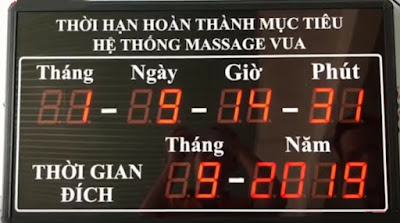 THỜI HẠN HOÀN THÀNH MỤC TIÊU
HỆ THỐNG MASSAGE VUA
Tháng Ngày Giờ Phút
1-9-14-31
Tháng Năm
THỜI GIAN ĐÍCH
9-2019